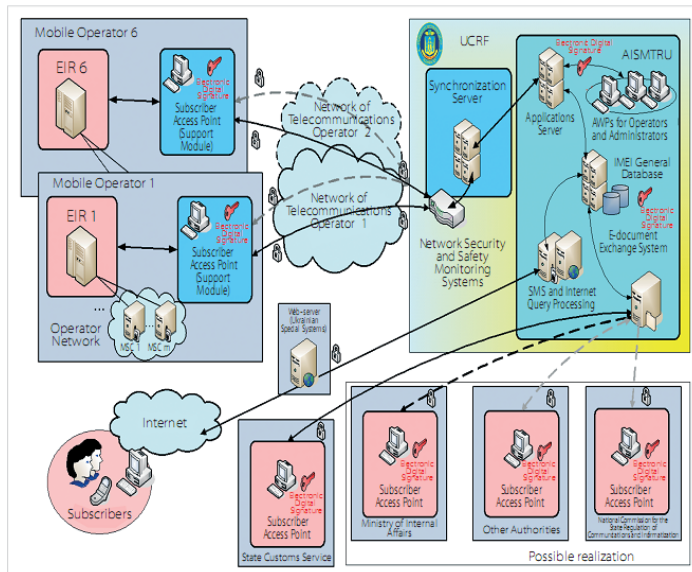 Mobile Operator 6
EIR 6
Electronic Digital
Signature
Subscriber
Access Point
(Support
Module)
Mobile Operator 1
EIR 1
Electronic Digital
Signature
Subscriber
Access Point
(Support
Module)
...
Operator
Network
MSC 1
...
MSC m
Network of
Telecommunications
Operator 2
Network of
Telecommunications
Operator 1
UCRF
Synchronization
Server
Network Security
and Safety
Monitoring
Systems
AISMTRU
Electronic Digital
Signature
Applications
Server
AWPs for Operators
and Administrators
IMEI General
Database
Electronic Digital
Signature
E-document
Exchange System
SMS and Internet
Query Processing
Web-server
(Ukrainian
Special Systems)
Internet
Subscribers
Electronic Digital
Signature
Subscriber
Access Point
State Customs Service
Electronic Digital
Signature
Subscriber
Access Point
Ministry of Internal
Affairs
Electronic Digital
Signature
Subscriber
Access Point
Other Authorities
Electronic Digital
Signature
Subscriber
Access Point
National Commission for the
State Regulation of
Communications and Informatization
Possible realization